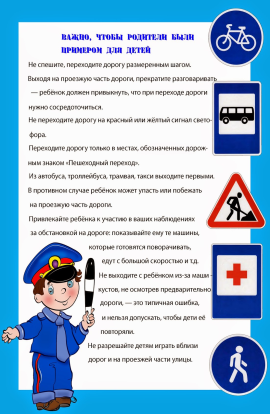 ВАЖНО, ЧТОБЫ РОДИТЕЛИ БЫЛИ
ПРИМЕРОМ ДЛЯ ДЕТЕЙ
Не спешите, переходите дорогу размеренным шагом.
Выходя на проезжую часть дороги, прекратите разговаривать
— ребёнок должен привыкнуть, что при переходе дороги
нужно сосредоточиться.
Не переходите дорогу на красный или жёлтый сигнал свето-
фора.
Переходите дорогу только в местах, обозначенных дорож-
ным знаком «Пешеходный переход».
Из автобуса, троллейбуса, трамвая, такси выходите первыми.
В противном случае ребёнок может упасть или побежать
на проезжую часть дороги.
Привлекайте ребёнка к участию в ваших наблюдениях
за обстановкой на дороге: показывайте ему те машины,
которые готовятся поворачивать,
едут с большой скоростью и т.д.
Не выходите с ребёнком из-за маши -
кустов, не осмотрев предварительно
дороги, — это типичная ошибка,
и нельзя допускать, чтобы дети её
повторяли.
Не разрешайте детям играть вблизи
дорог и на проезжей части улицы.